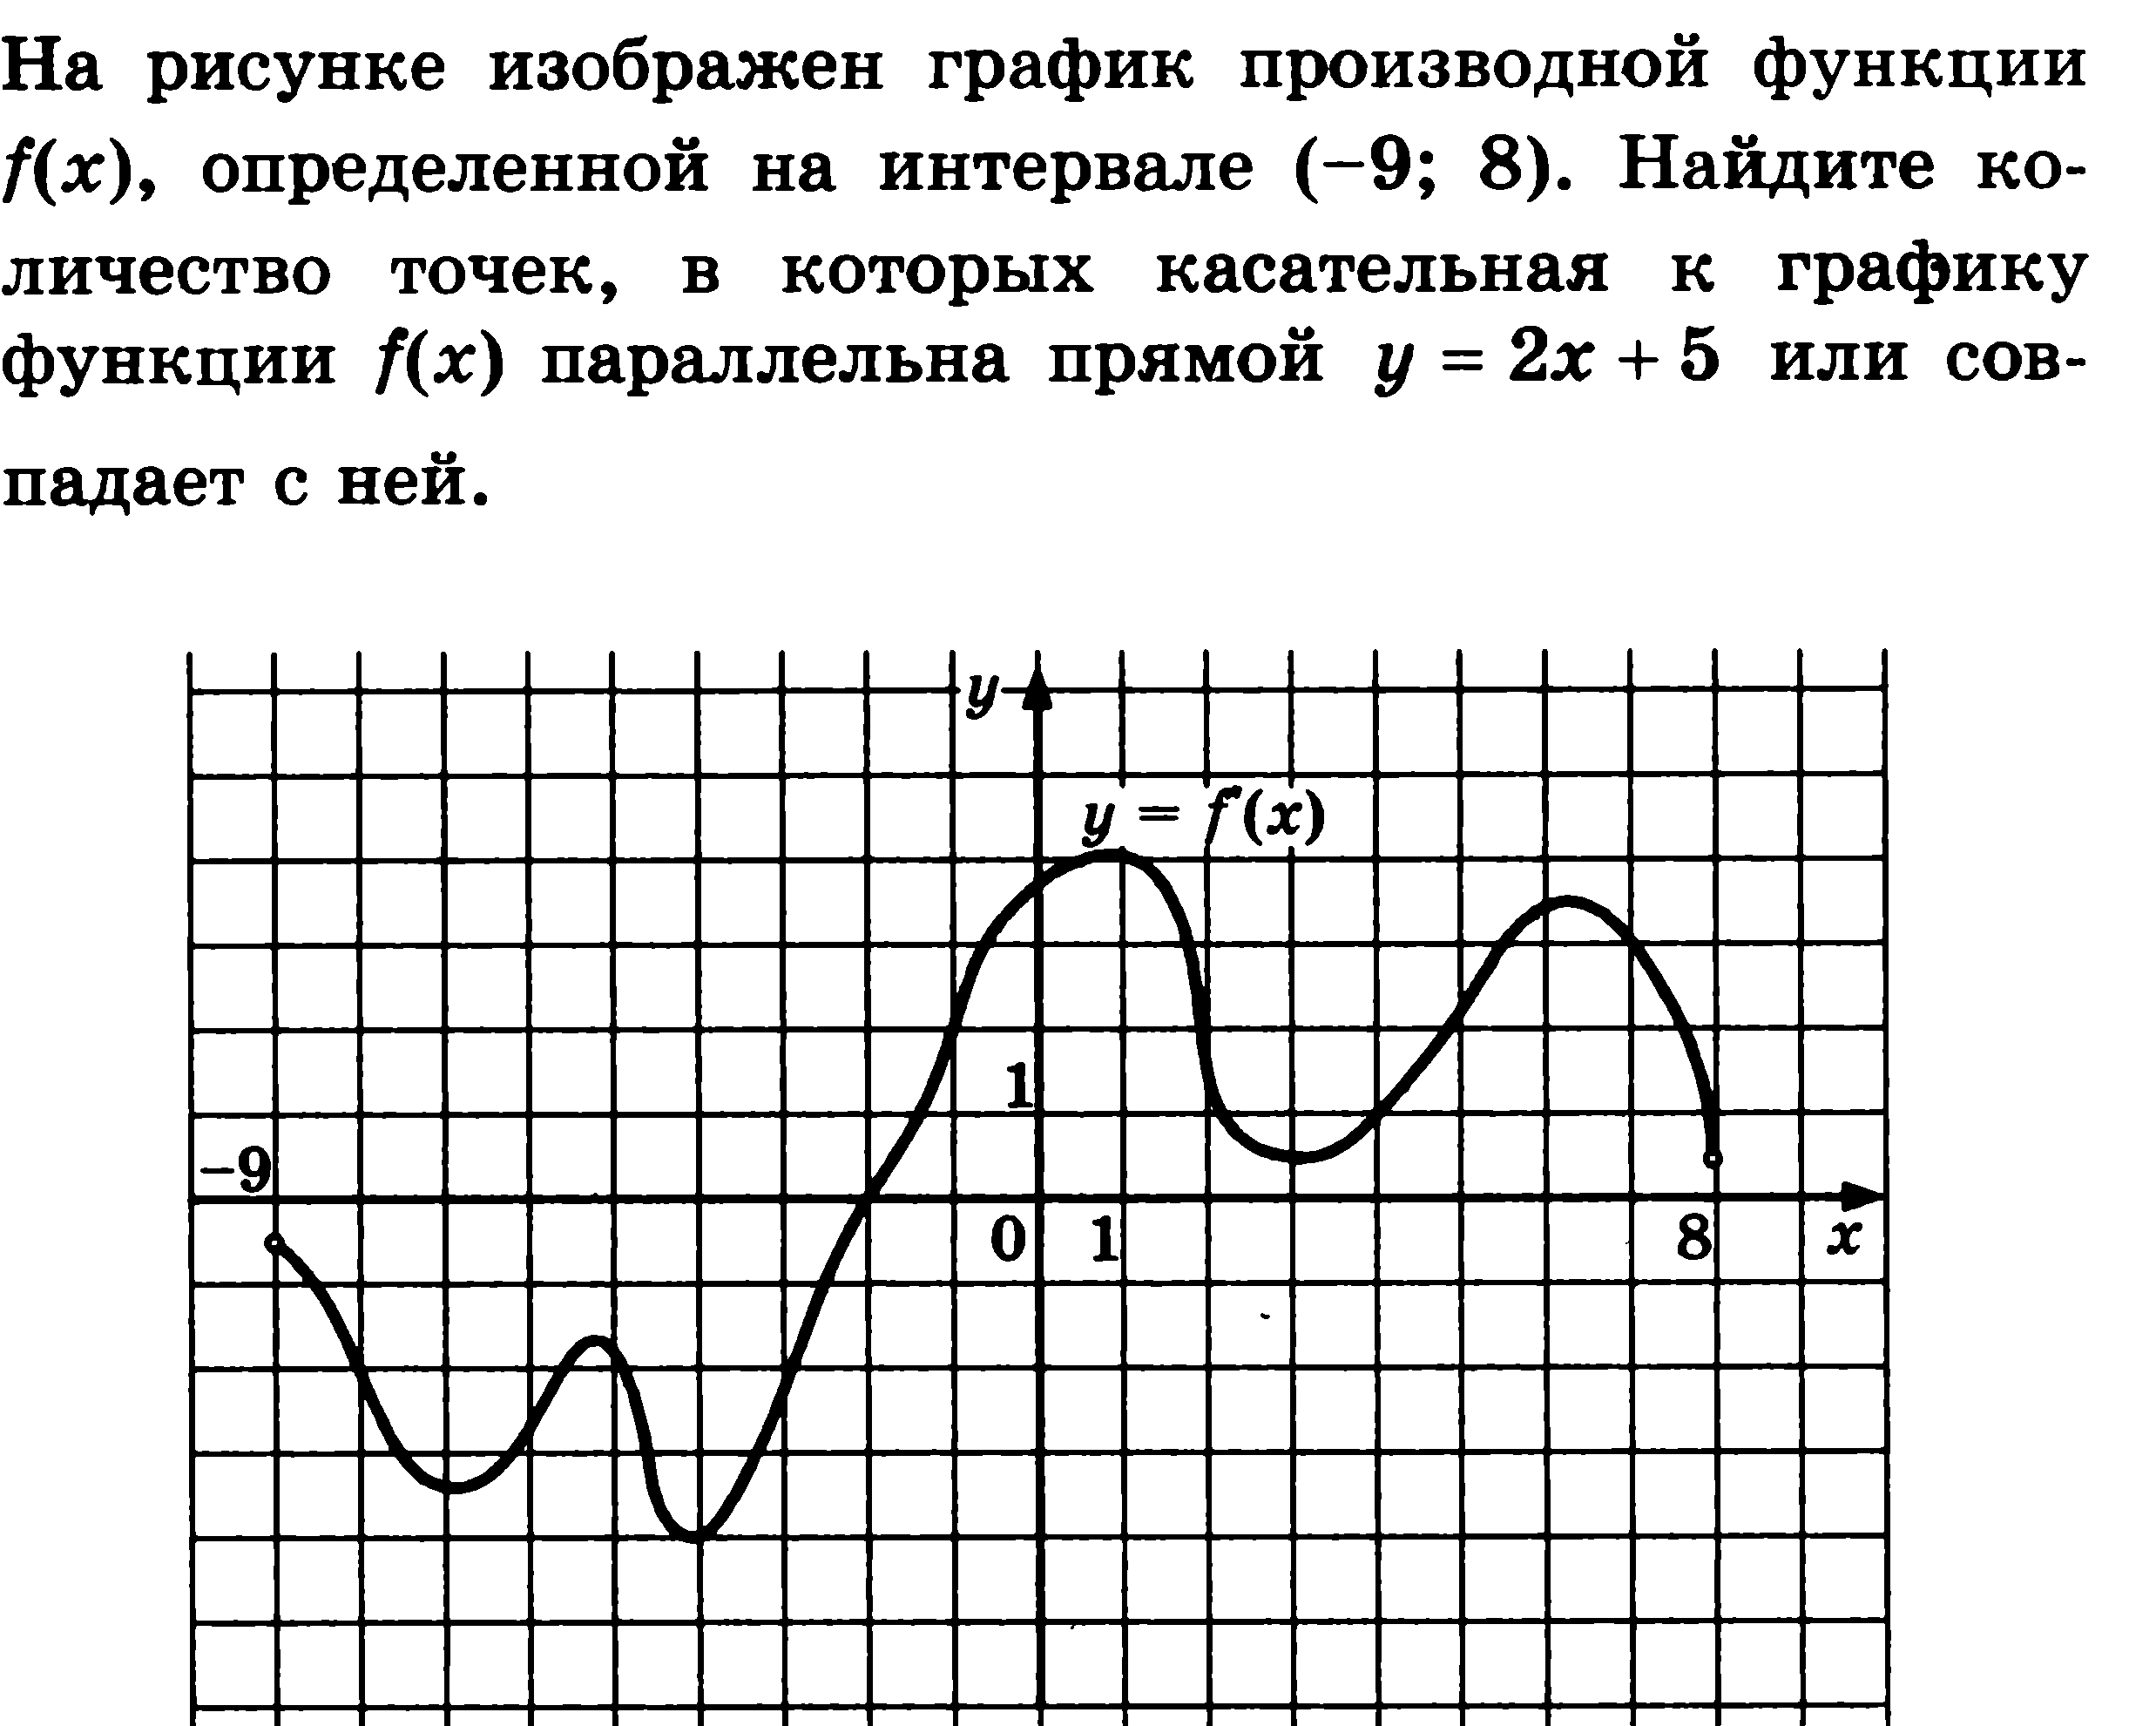 На рисунке изображен график производной функции
f(x), определенной на интервале (−9; 8). Найдите ко-
личество точек, в которых касательная к графику
функции f(x) параллельна прямой y = 2x + 5 или сов-
падает с ней.
y
y = f'(x)
1
−9
0 1 8 x